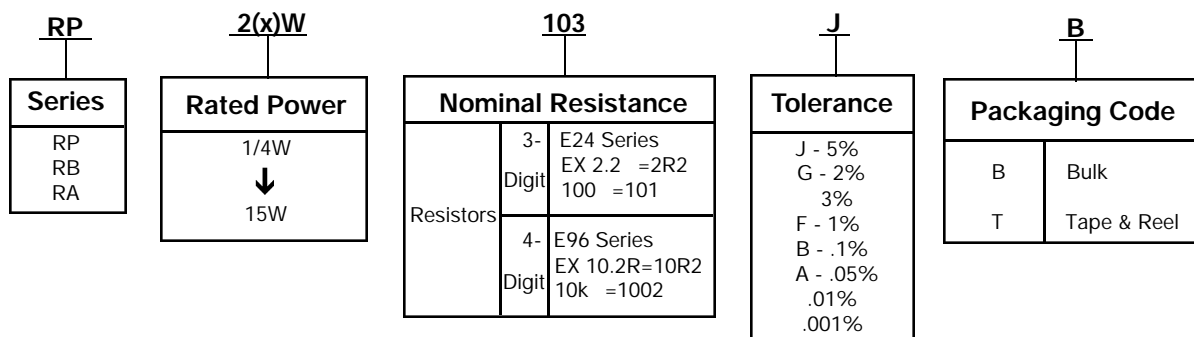 RP 2(x)W 103 J B
Series
RP
RB
RA
Rated Power
1/4W
15W
Nominal Resistance
Resistors
3-
Digit
E24 Series
EX 2.2 =2R2
100 =101
4-
Digit
E96 Series
EX 10.2R=10R2
10k =1002
Tolerance
J - 5%
G - 2%
3%
F - 1%
B - .1%
A - .05%
.01%
.001%
Packaging Code
B Bulk
T Tape & Reel